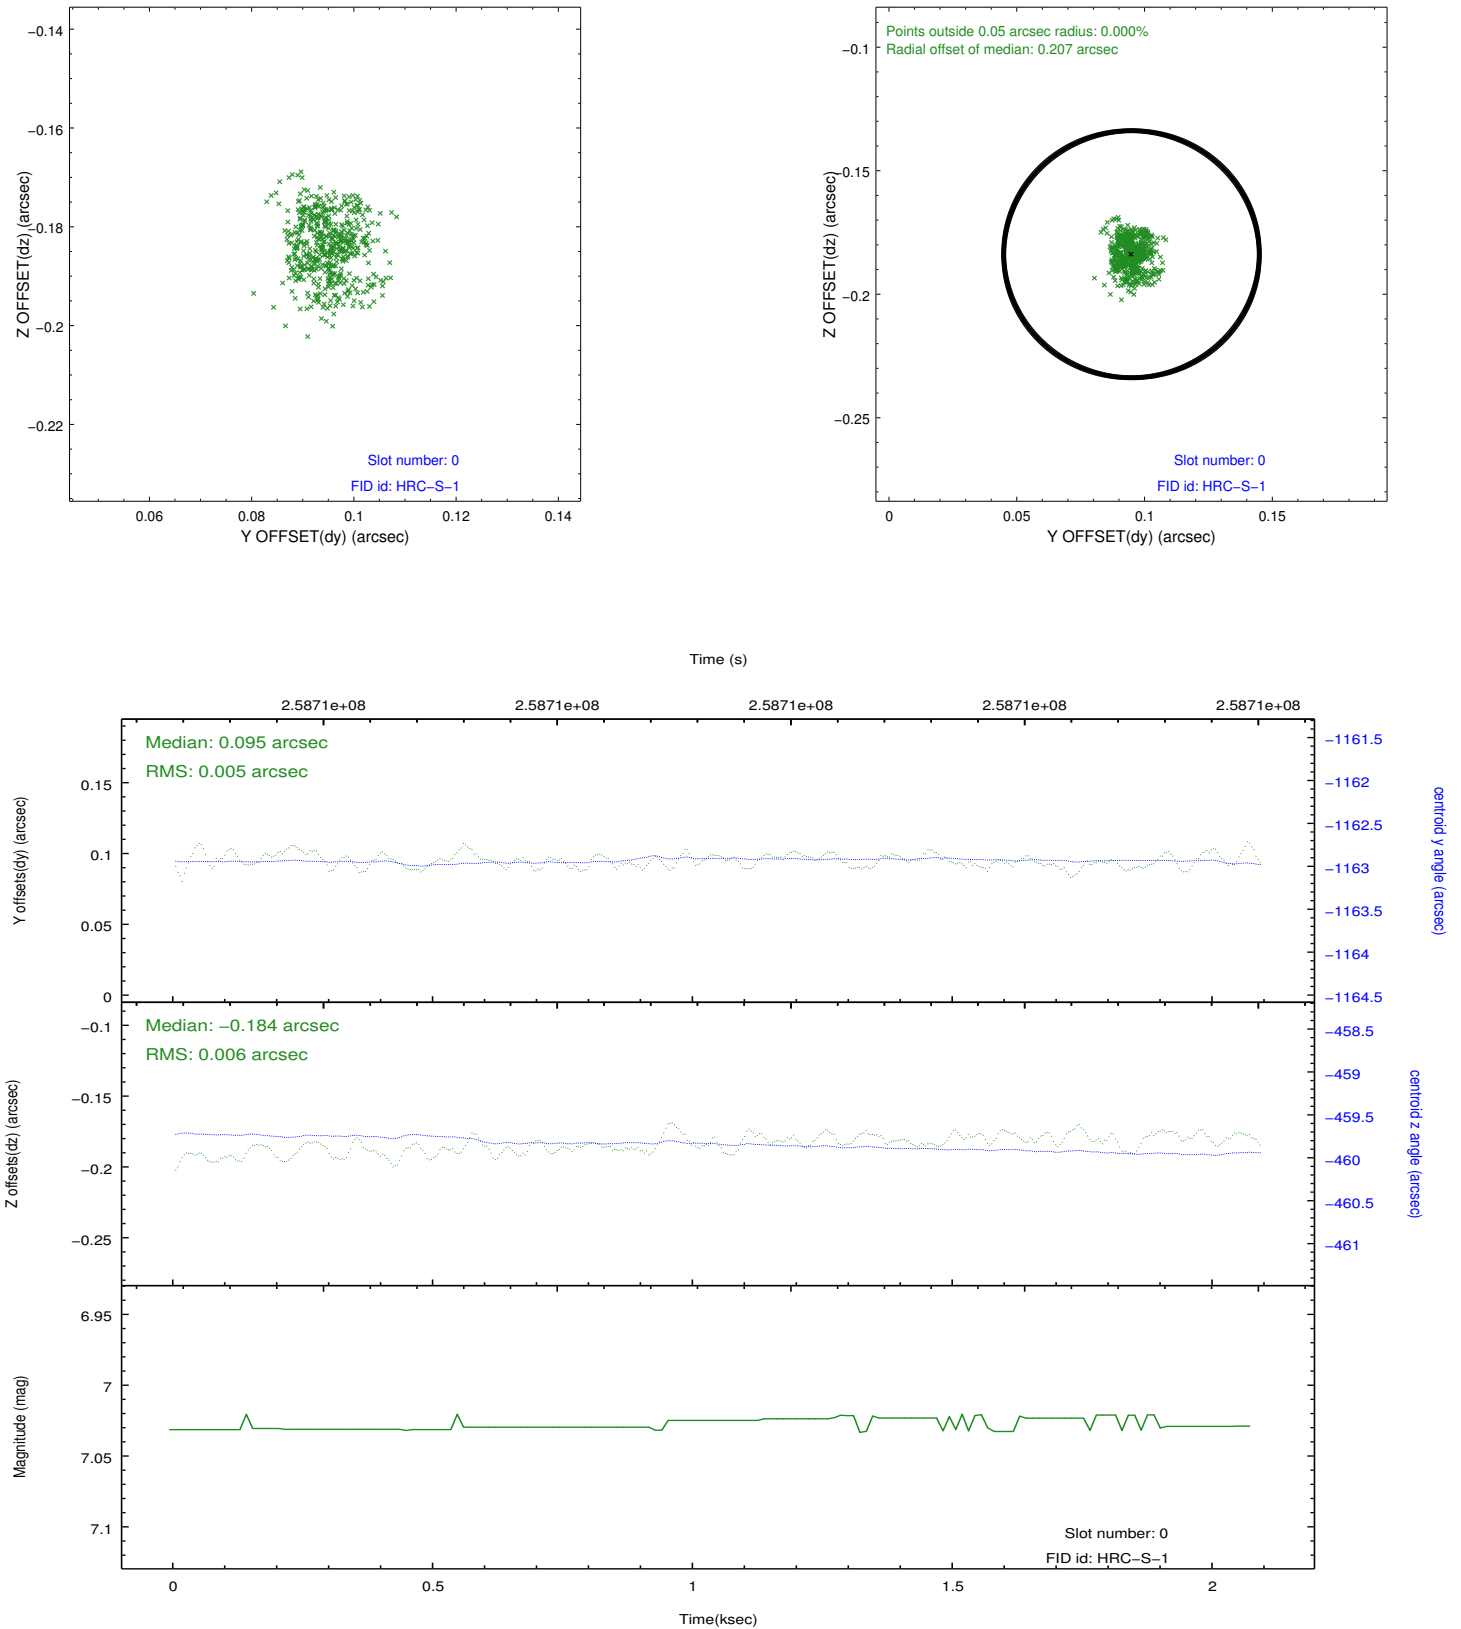 −0.14
−0.16
−0.18
−0.2
−0.22
Z OFFSET(dz) (arcsec)
Slot number: 0
FID id: HRC−S−1
0.06
0.08
0.1
0.12
0.14
Y OFFSET(dy) (arcsec)
Points outside 0.05 arcsec radius: 0.000%
Radial offset of median: 0.207 arcsec
−0.1
−0.15
−0.2
−0.25
Z OFFSET(dz) (arcsec)
Slot number: 0
FID id: HRC−S−1
0
0.05
0.1
0.15
Y OFFSET(dy) (arcsec)
Time (s)
2.5871e+08
2.5871e+08
2.5871e+08
2.5871e+08
2.5871e+08
Median: 0.095 arcsec
RMS: 0.005 arcsec
0.15
0.1
0.05
0
Y offsets(dy) (arcsec)
−1161.5
−1162
−1162.5
−1163
−1163.5
−1164
−1164.5
centroid y angle (arcsec)
Median: −0.184 arcsec
RMS: 0.006 arcsec
−0.1
−0.15
−0.2
−0.25
Z offsets(dz) (arcsec)
−458.5
−459
−459.5
−460
−460.5
−461
centroid z angle (arcsec)
6.95
7
7.05
7.1
Magnitude (mag)
Slot number: 0
FID id: HRC−S−1
0
0.5
1
1.5
2
Time(ksec)